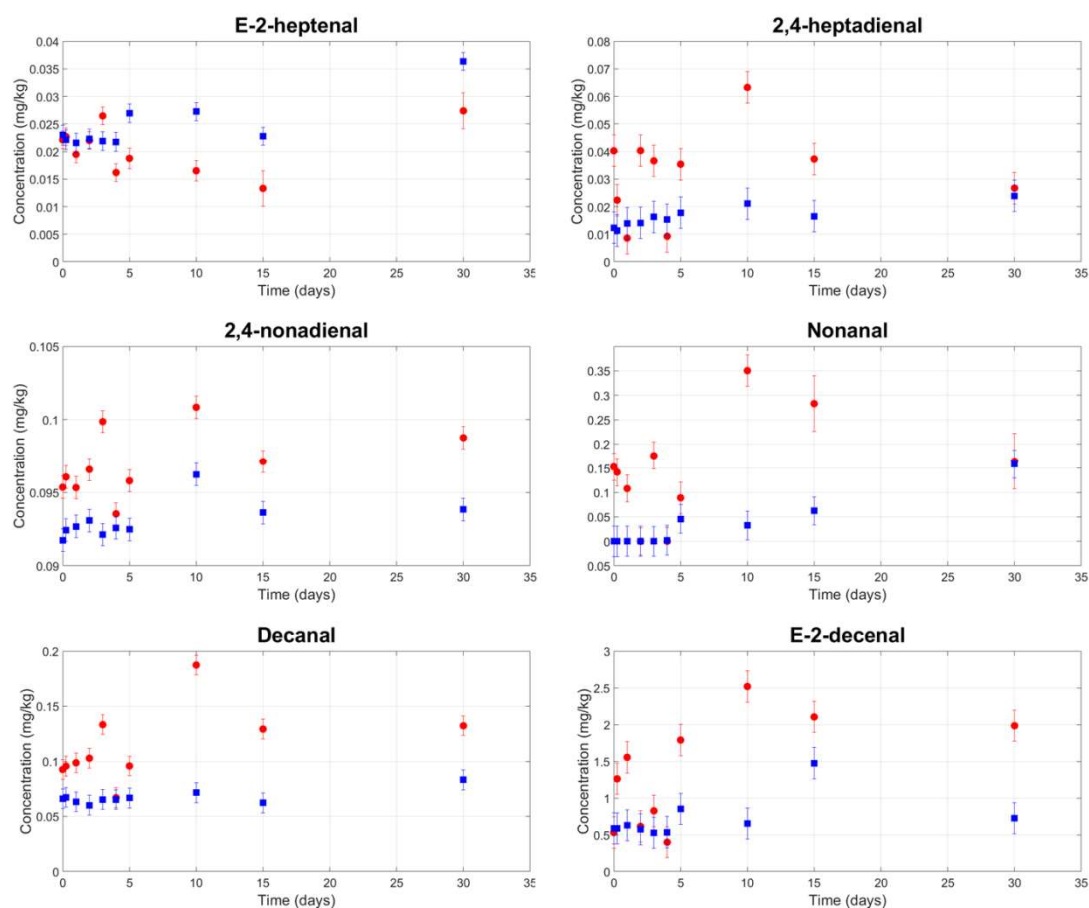 E-2-heptenal
Concentration (mg/kg)
0.04
0.035
0.03
0.025
0.02
0.015
0.01
0.005
0
0 5 10 15 20 25 30 35
Time (days)
2,4-heptadienal
Concentration (mg/kg)
0.08
0.07
0.06
0.05
0.04
0.03
0.02
0.01
0
0 5 10 15 20 25 30 35
Time (days)
2,4-nonadienal
Concentration (mg/kg)
0.105
0.1
0.095
0.09
0 5 10 15 20 25 30 35
Time (days)
Nonanal
Concentration (mg/kg)
0.35
0.3
0.25
0.2
0.15
0.1
0.05
0
0.05
0 5 10 15 20 25 30 35
Time (days)
Decanal
Concentration (mg/kg)
0.2
0.15
0.1
0.05
0
0 5 10 15 20 25 30 35
Time (days)
E-2-decenal
Concentration (mg/kg)
3
2.5
2
1.5
1
0.5
0
0 5 10 15 20 25 30 35
Time (days)